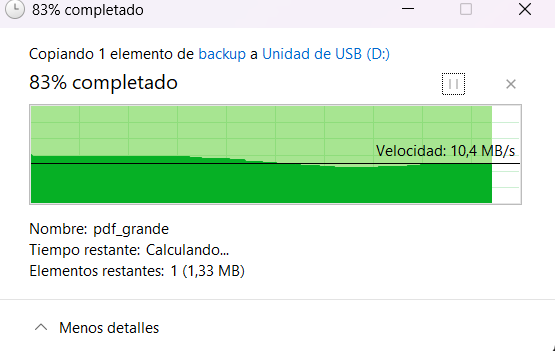 83% completado
Copiando 1 elemento de backup a Unidad de USB (D:)
83% completado
Velocidad: 10,4 MB/s
Nombre: pdf_grande
Tiempo restante: Calculando...
Elementos restantes: 1 (1,33 MB)
Menos detalles